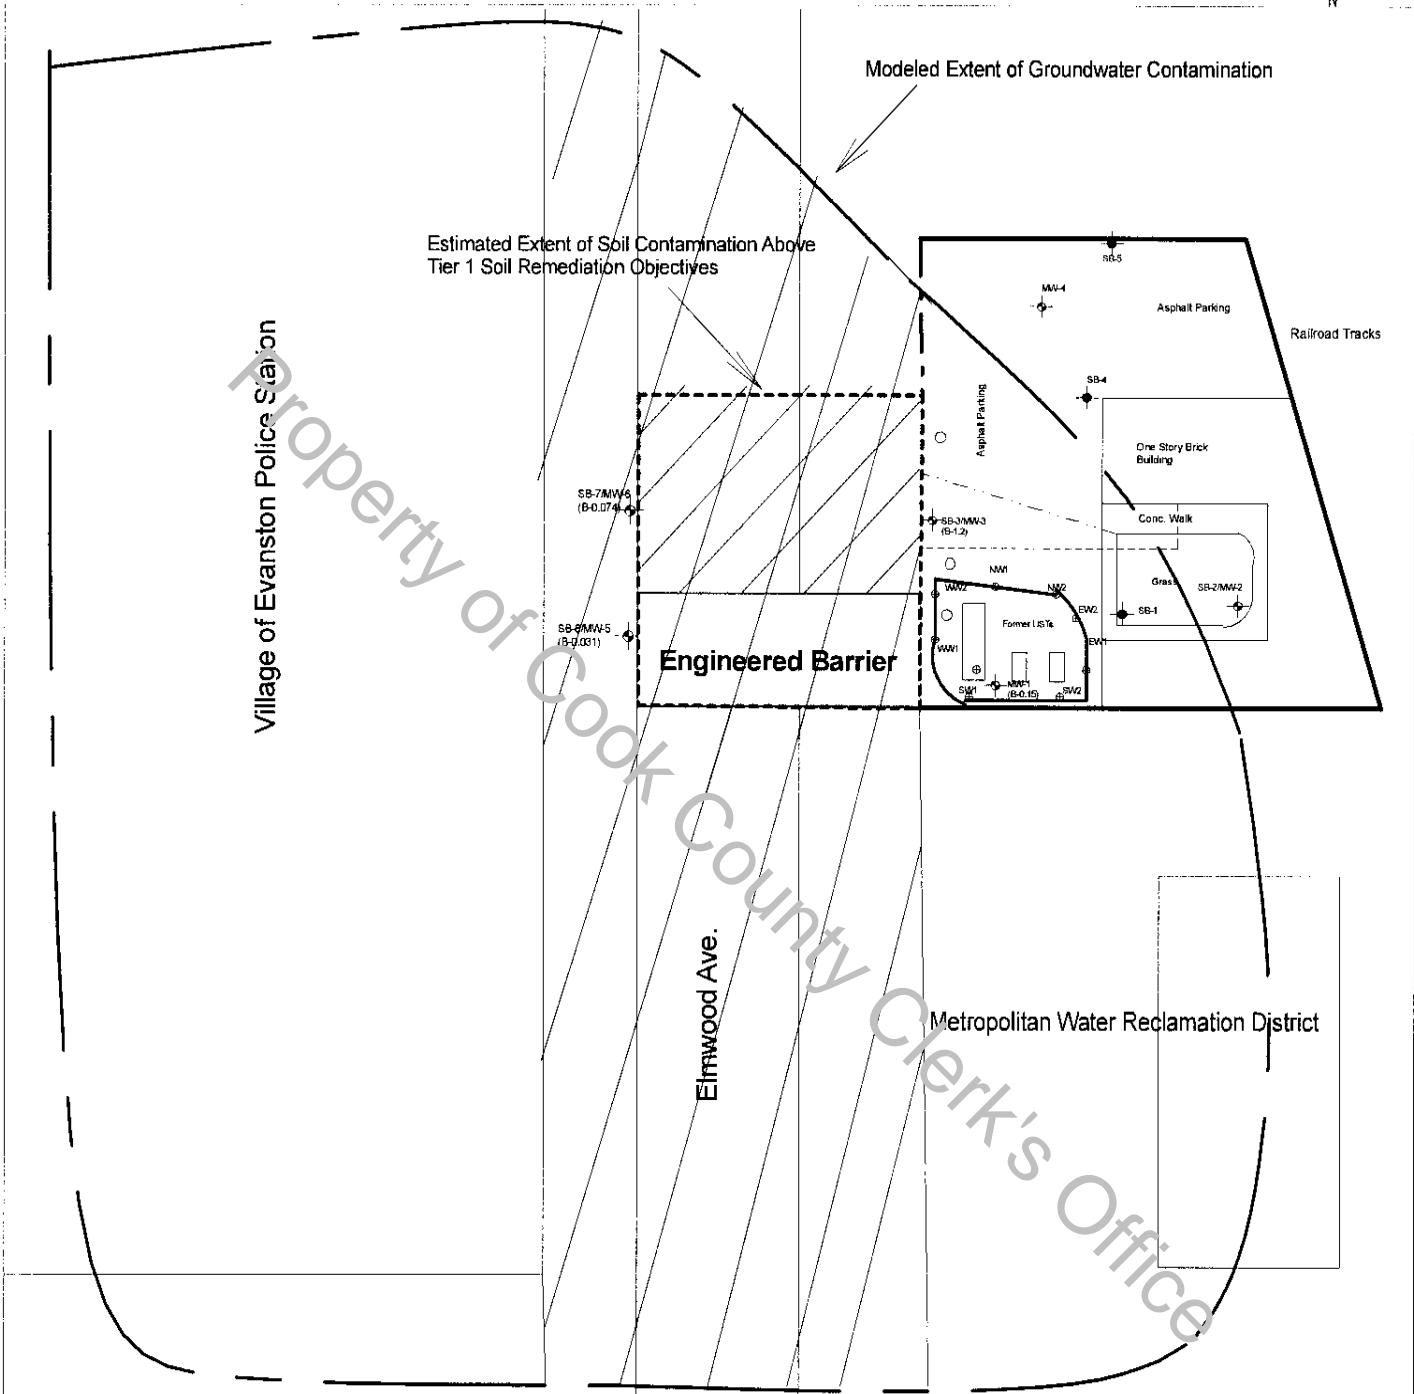 Modeled Extent of Groundwater Contamination
Estimated Extent of Soil Contamination Above
Tier 1 Soil Remediation Objectives
SB-5
MW-4
Asphalt Parking
Railroad Tracks
SB-4
Asphalt Parking
One Story Brick
Building
Village of Evanston Police Station
SB-7/MW-6
(B-0.074)
SB-3/MW-3
(B-1.2)
Conc. Walk
Grass
SB-2/MW-2
SB-1
NW1
WW2
NW2
EW2
Former USTs
SB-8/MW-5
(B-0.031)
WW1
EW1
Engineered Barrier
SW1
MW-1
(B-0.15)
SW2
Elmwood Ave.
Metropolitan Water Reclamation District
Property of Cook County Clerk's Office